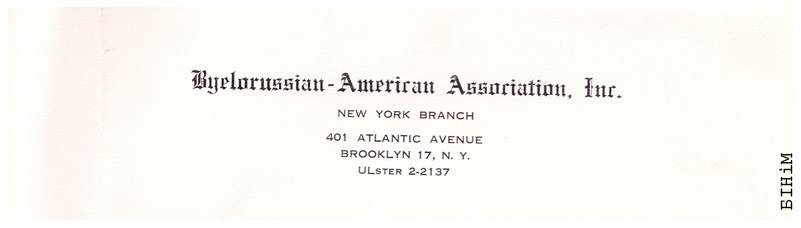 Byelorussian-American Association, Inc.
NEW YORK BRANCH
401 ATLANTIC AVENUE
BROOKLYN 17, N. Y.
ULSTER 2-2137
БІНіМ